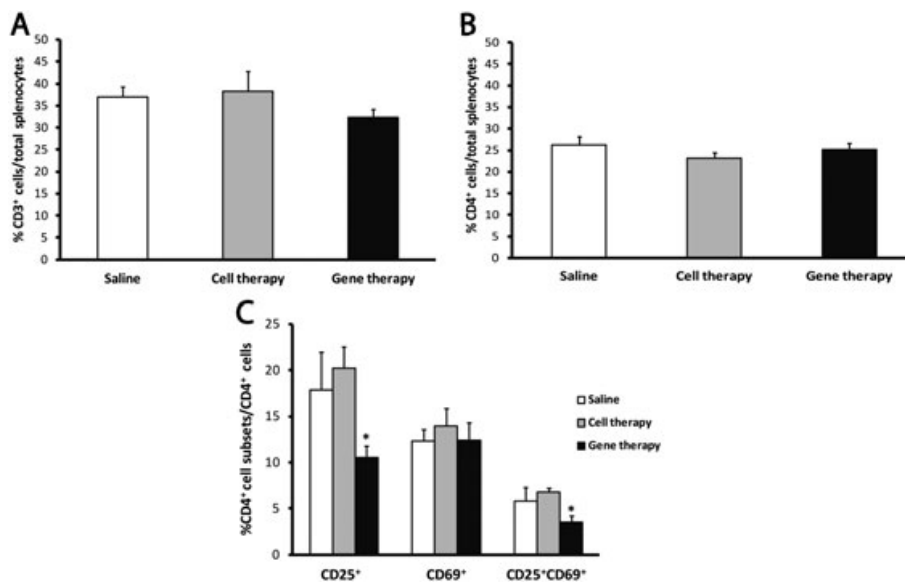 A
% CD3⁺ cells/total splenocytes
50
45
40
35
30
25
20
15
10
5
0
Saline Cell therapy Gene therapy
B
% CD4⁺ cells/total splenocytes
50
45
40
35
30
25
20
15
10
5
0
Saline Cell therapy Gene therapy
C
%CD4⁺ cell subsets/CD4⁺ cells
25
20
15
10
5
0
*
*
CD25⁺ CD69⁺ CD25⁺CD69⁺
Saline
Cell therapy
Gene therapy